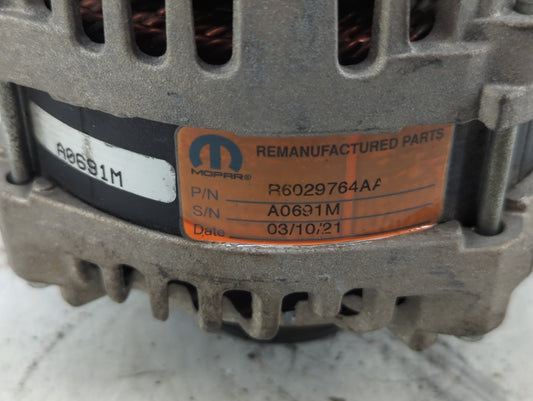 A0691M
REMANUFACTURED PARTS
MOPAR®
P/N R6029764AA
S/N A0691M
Date 03/10/21